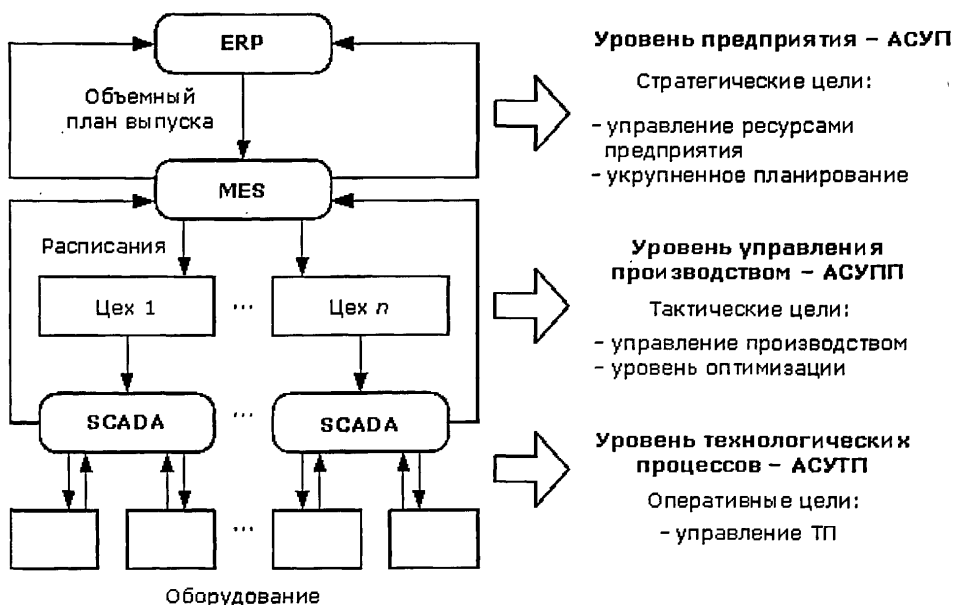 ERP
Объемный
план выпуска
MES
Расписания
Цех 1
...
Цех n
SCADA
...
SCADA
...
Оборудование
Уровень предприятия – АСУП
Стратегические цели:
– управление ресурсами
предприятия
– укрупненное планирование
Уровень управления
производством – АСУПП
Тактические цели:
– управление производством
– уровень оптимизации
Уровень технологических
процессов – АСУТП
Оперативные цели:
– управление ТП